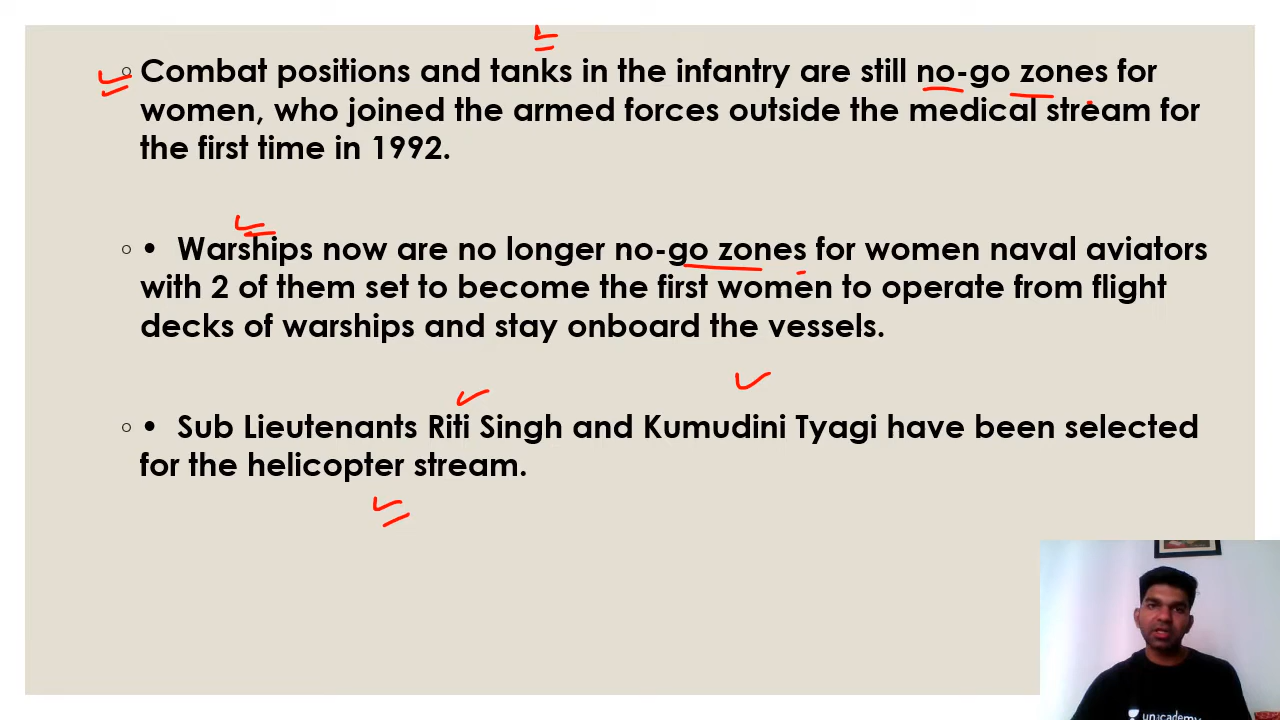 Combat positions and tanks in the infantry are still no-go zones for
women, who joined the armed forces outside the medical stream for
the first time in 1992.
• Warships now are no longer no-go zones for women naval aviators
with 2 of them set to become the first women to operate from flight
decks of warships and stay onboard the vessels.
• Sub Lieutenants Riti Singh and Kumudini Tyagi have been selected
for the helicopter stream.
unacademy